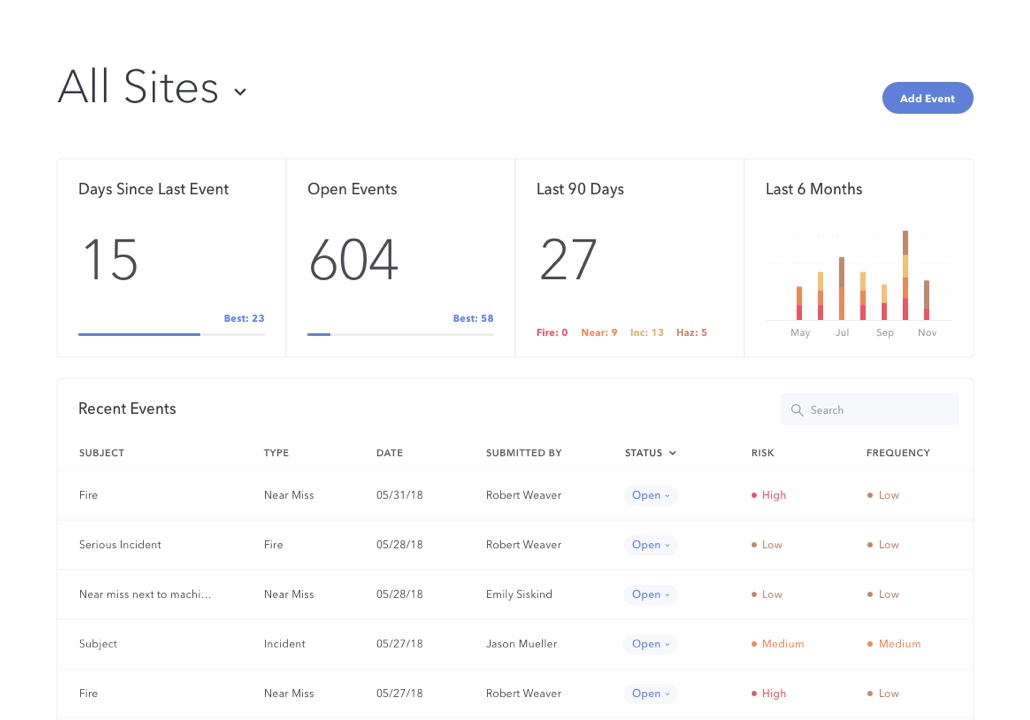 All Sites
Add Event
Days Since Last Event
15
Best: 23
Open Events
604
Best: 58
Last 90 Days
27
Fire: 0 Near: 9 Inc: 13 Haz: 5
Last 6 Months
May Jul Sep Nov
Recent Events
Search
SUBJECT TYPE DATE SUBMITTED BY STATUS RISK FREQUENCY
Fire Near Miss 05/31/18 Robert Weaver Open High Low
Serious Incident Fire 05/28/18 Robert Weaver Open Low Low
Near miss next to machi... Near Miss 05/28/18 Emily Siskind Open Low Low
Subject Incident 05/27/18 Jason Mueller Open Medium Medium
Fire Near Miss 05/27/18 Robert Weaver Open High Low